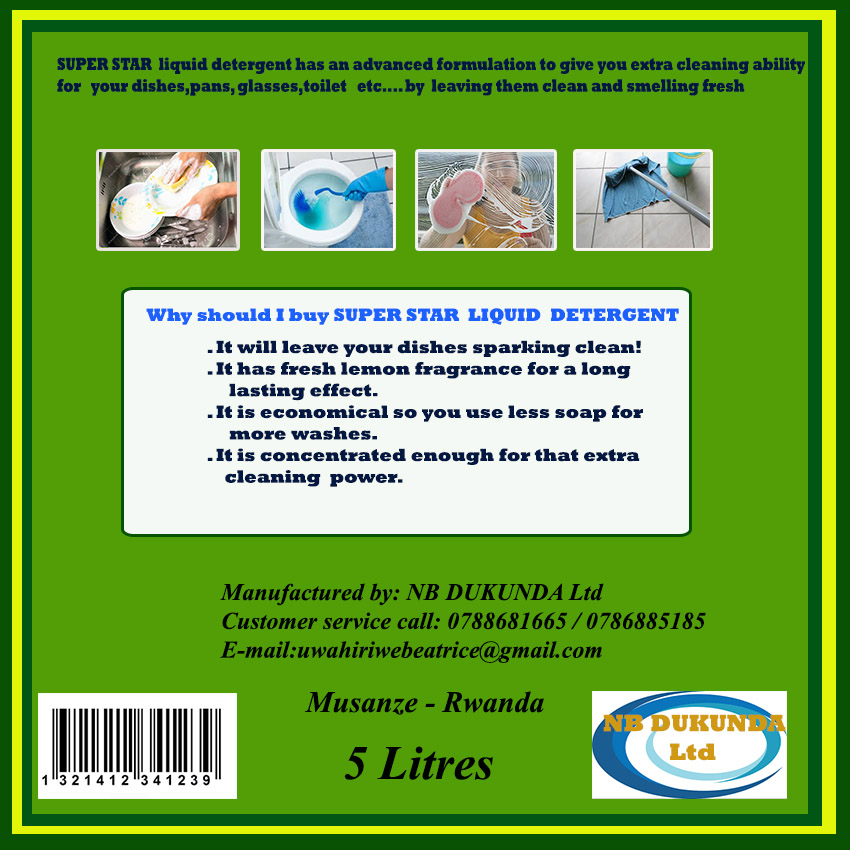 SUPER STAR liquid detergent has an advanced formulation to give you extra cleaning ability
for your dishes,pans, glasses,toilet etc.... by leaving them clean and smelling fresh
Why should I buy SUPER STAR LIQUID DETERGENT
. It will leave your dishes sparking clean!
. It has fresh lemon fragrance for a long
lasting effect.
. It is economical so you use less soap for
more washes.
. It is concentrated enough for that extra
cleaning power.
Manufactured by: NB DUKUNDA Ltd
Customer service call: 0788681665 / 0786885185
E-mail:uwahiriwebeatrice@gmail.com
Musanze - Rwanda
5 Litres
1 321412 341239
NB DUKUNDA
Ltd